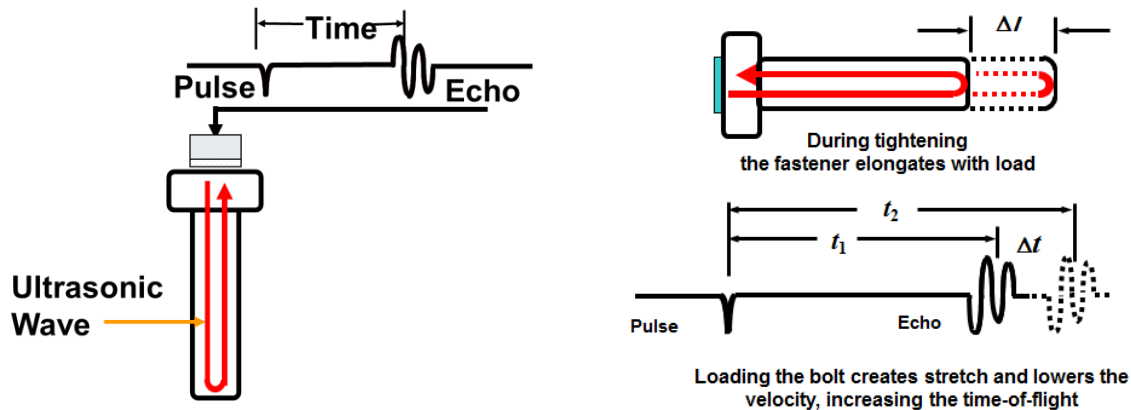 Time
Pulse
Echo
Ultrasonic
Wave
Δl
During tightening
the fastener elongates with load
t2
t1
Δt
Pulse
Echo
Loading the bolt creates stretch and lowers the
velocity, increasing the time-of-flight